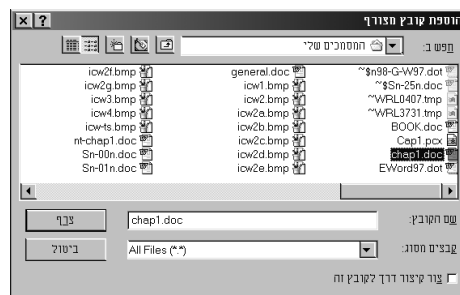 הוספת קובץ מצורף
חפש ב: המסמכים שלי
~$n98-G-W97.dot
~$Sn-25n.doc
~WRL0407.tmp
~WRL3731.tmp
BOOK.doc
Cap1.pcx
chap1.doc
EWord97.dot
general.doc
icw1.bmp
icw2.bmp
icw2a.bmp
icw2b.bmp
icw2c.bmp
icw2d.bmp
icw2e.bmp
icw2f.bmp
icw2g.bmp
icw3.bmp
icw4.bmp
icw-ts.bmp
nt-chap1.doc
Sn-00n.doc
Sn-01n.doc
שם הקובץ: chap1.doc צרף
קבצים מסוג: All Files (*.*) ביטול
צור קיצור דרך לקובץ זה